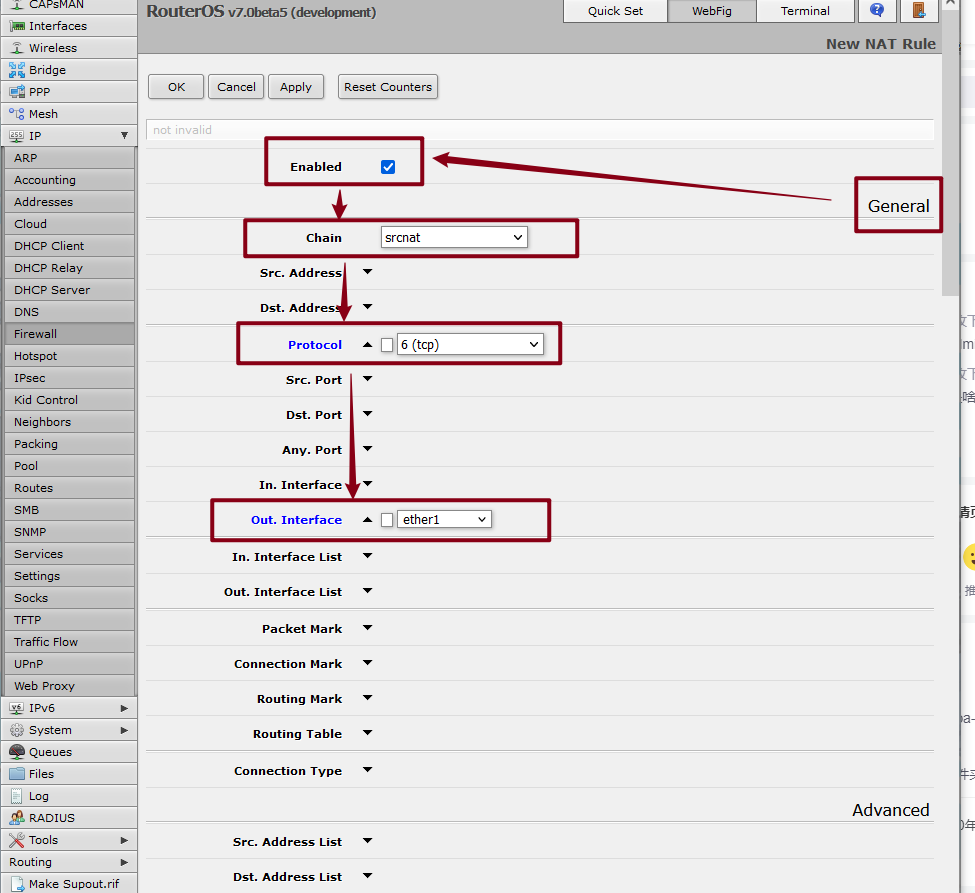 CAPsMAN
Interfaces
Wireless
Bridge
PPP
Mesh
IP
ARP
Accounting
Addresses
Cloud
DHCP Client
DHCP Relay
DHCP Server
DNS
Firewall
Hotspot
IPsec
Kid Control
Neighbors
Packing
Pool
Routes
SMB
SNMP
Services
Settings
Socks
TFTP
Traffic Flow
UPnP
Web Proxy
IPv6
System
Queues
Files
Log
RADIUS
Tools
Routing
Make Supout.rif
RouterOS v7.0beta5 (development)
Quick Set
WebFig
Terminal
New NAT Rule
OK
Cancel
Apply
Reset Counters
not invalid
Enabled
General
Chain srcnat
Src. Address
Dst. Address
Protocol 6 (tcp)
Src. Port
Dst. Port
Any. Port
In. Interface
Out. Interface ether1
In. Interface List
Out. Interface List
Packet Mark
Connection Mark
Routing Mark
Routing Table
Connection Type
Advanced
Src. Address List
Dst. Address List